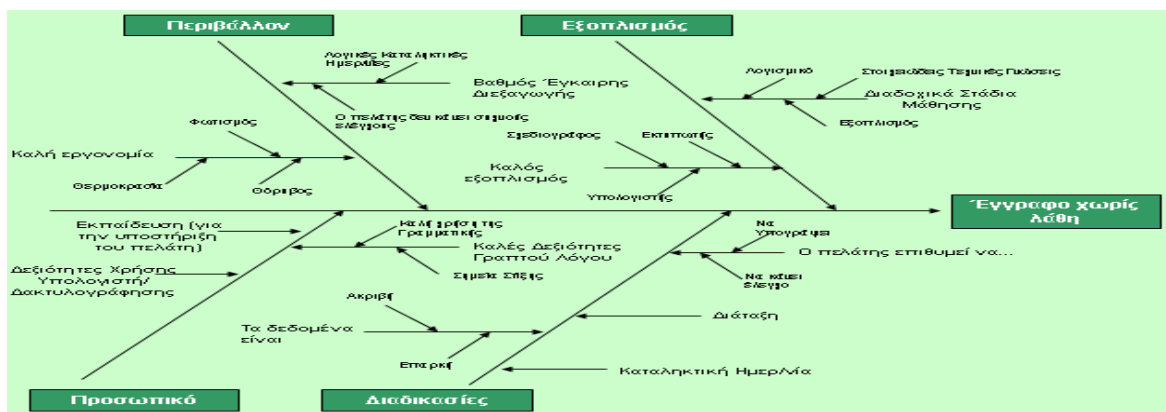 Περιβάλλον
Εξοπλισμός
Λογικές Καταληκτικές
Ημερ/νίες
Βαθμός Έγκαιρης
Διεξαγωγής
Ο πελάτης δεν κάνει συχνούς
ελέγχους
Φωτισμός
Καλή εργονομία
Θερμοκρασία
Θόρυβος
Λογισμικό
Στοιχειώδεις Τεχνικές Γνώσεις
Διαδοχικά Στάδια
Μάθησης
Εξοπλισμός
Σχεδιογράφος
Εκτυπωτής
Καλός
εξοπλισμός
Υπολογιστής
Έγγραφο χωρίς
λάθη
Εκπαίδευση (για
την υποστήριξη
του πελάτη)
Καλή χρήση της
Γραμματικής
Καλές Δεξιότητες
Γραπτού Λόγου
Σημεία Στίξης
Δεξιότητες Χρήσης
Υπολογιστή/
Δακτυλογράφησης
Να
Υπογράψει
Ο πελάτης επιθυμεί να...
Να κάνει
έλεγχο
Ακριβή
Τα δεδομένα
είναι
Επαρκή
Διάταξη
Καταληκτική Ημερ/νία
Προσωπικό
Διαδικασίες